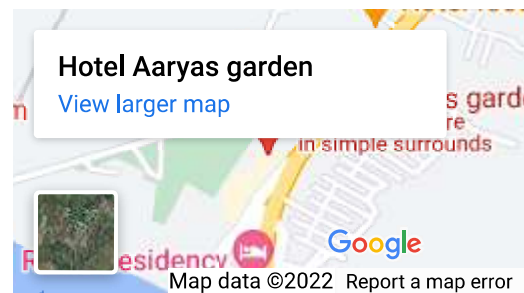 Hotel Aaryas garden
View larger map
s gard
re
in simple surrounds
esidency
Google
Map data ©2022 Report a map error